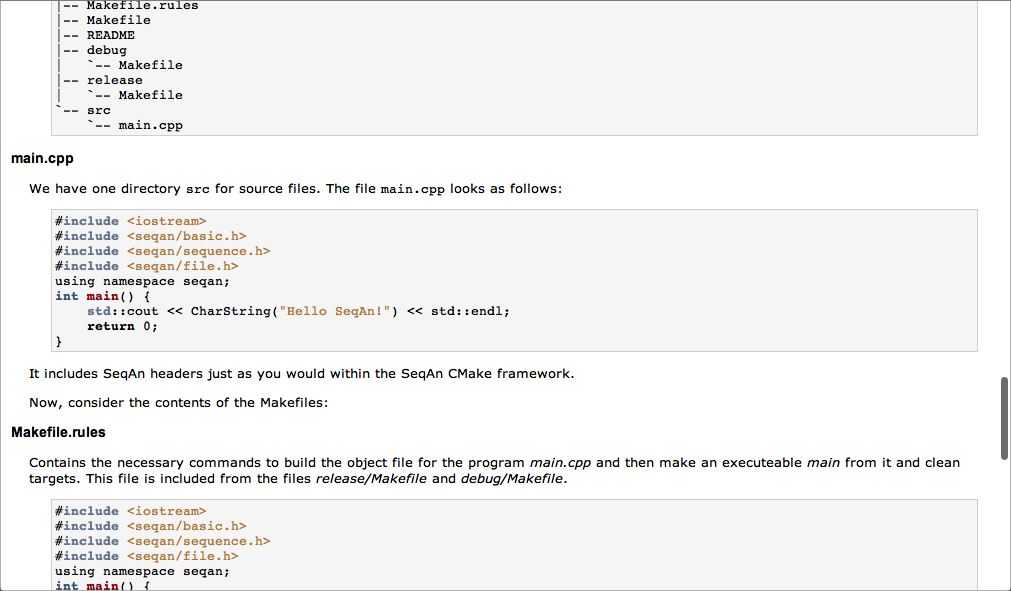 |-- Makefile.rules
|-- Makefile
|-- README
|-- debug
|   `-- Makefile
|-- release
|   `-- Makefile
`-- src
    `-- main.cpp
main.cpp
We have one directory src for source files. The file main.cpp looks as follows:
#include <iostream>
#include <seqan/basic.h>
#include <seqan/sequence.h>
#include <seqan/file.h>
using namespace seqan;
int main() {
    std::cout << CharString("Hello SeqAn!") << std::endl;
    return 0;
}
It includes SeqAn headers just as you would within the SeqAn CMake framework.
Now, consider the contents of the Makefiles:
Makefile.rules
Contains the necessary commands to build the object file for the program main.cpp and then make an executeable main from it and clean
targets. This file is included from the files release/Makefile and debug/Makefile.
#include <iostream>
#include <seqan/basic.h>
#include <seqan/sequence.h>
#include <seqan/file.h>
using namespace seqan;
int main() {